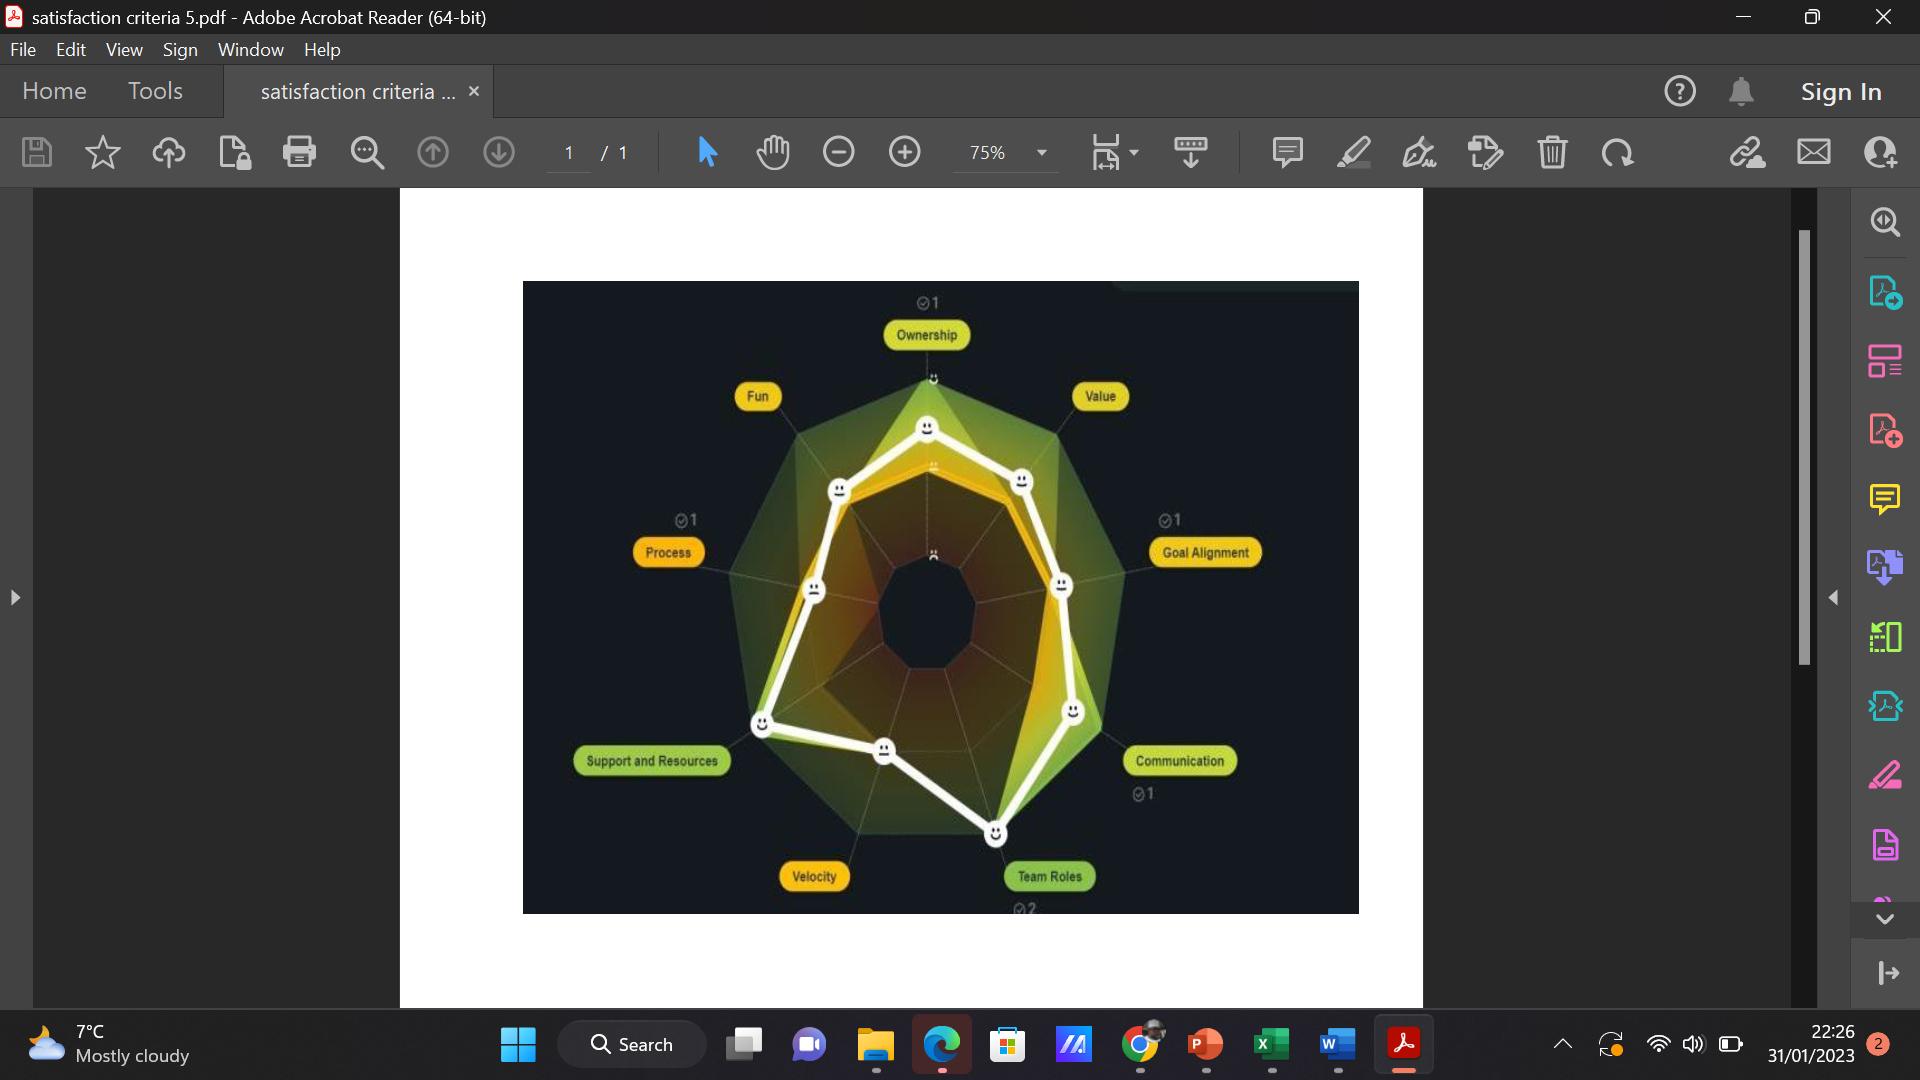 satisfaction criteria 5.pdf - Adobe Acrobat Reader (64-bit)
File Edit View Sign Window Help
Home Tools satisfaction criteria ... × Sign In
1 / 1 75%
1
Ownership
Fun
Value
1
Process
1
Goal Alignment
Support and Resources
Communication
1
Velocity
Team Roles
2
7°C
Mostly cloudy
Search
22:26
31/01/2023
2